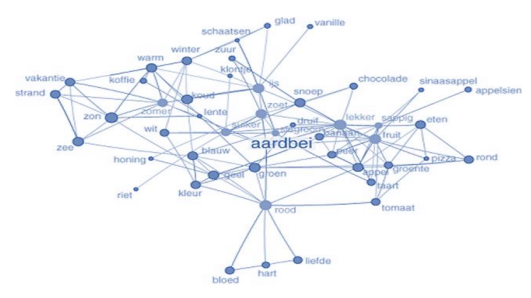 glad
vanille
schaatsen
winter
zuur
warm
klontje
koffie
vakantie
ijs
chocolade
sinaasappel
snoep
appelsien
strand
koud
zomer
zoet
zon
lente
druif
lekker
sappig
eten
wit
suiker
banaan
fruit
zee
aardbei
blauw
peer
honing
pizza
rond
geel
groen
appel
groente
riet
kleur
taart
rood
tomaat
bloed
hart
liefde